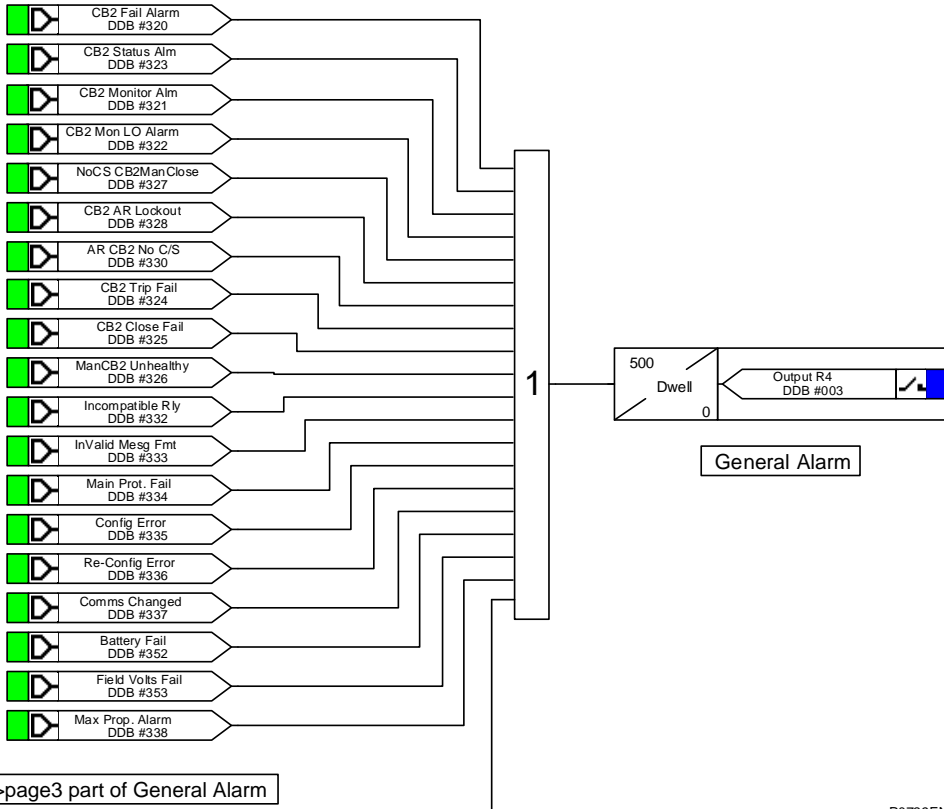 CB2 Fail Alarm
DDB #320
CB2 Status Alm
DDB #323
CB2 Monitor Alm
DDB #321
CB2 Mon LO Alarm
DDB #322
NoCS CB2ManClose
DDB #327
CB2 AR Lockout
DDB #328
AR CB2 No C/S
DDB #330
CB2 Trip Fail
DDB #324
CB2 Close Fail
DDB #325
ManCB2 Unhealthy
DDB #326
Incompatible Rly
DDB #332
InValid Mesg Fmt
DDB #333
Main Prot. Fail
DDB #334
Config Error
DDB #335
Re-Config Error
DDB #336
Comms Changed
DDB #337
Battery Fail
DDB #352
Field Volts Fail
DDB #353
Max Prop. Alarm
DDB #338
1
500
Dwell
0
Output R4
DDB #003
General Alarm
>page3 part of General Alarm